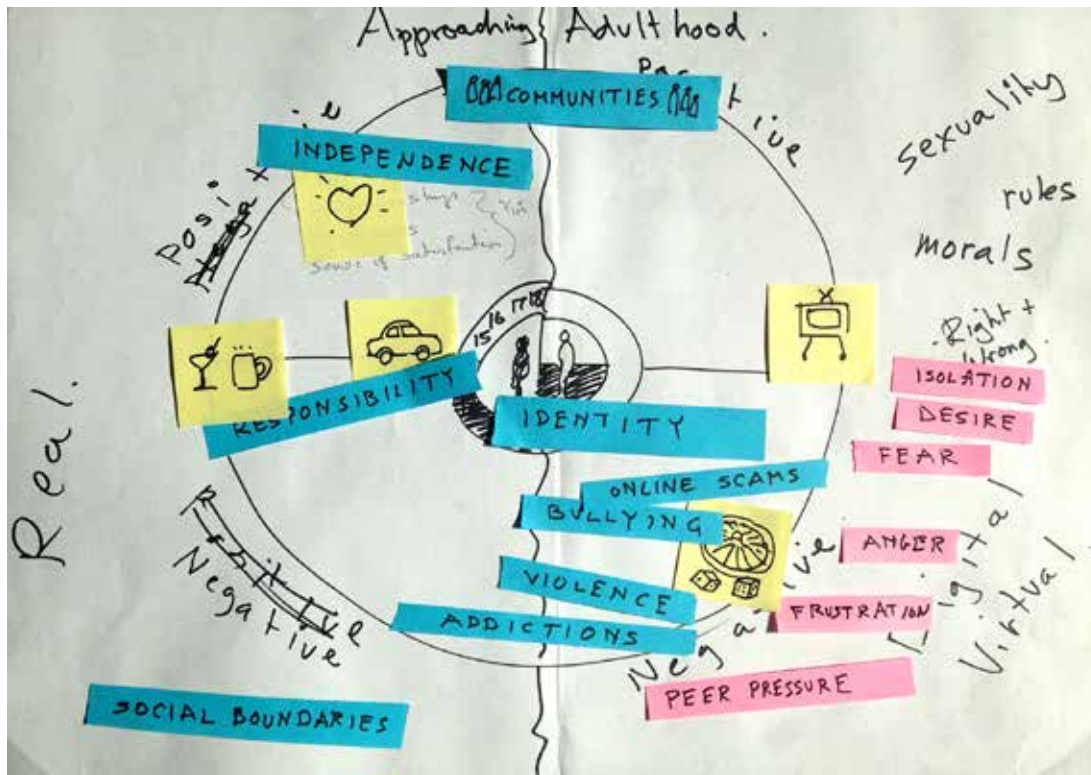 Approaching Adulthood.
COMMUNITIES
Positive
sexuality
INDEPENDENCE
Positive
rules
morals
source of satisfaction)
15 16 17 18
Right +
wrong.
ISOLATION
RESPONSIBILITY
IDENTITY
DESIRE
FEAR
Real.
ONLINE SCAMS
BULLYING
ANGER
Negative
VIOLENCE
FRUSTRATION
Digital
Virtual
ADDICTIONS
Negative
PEER PRESSURE
SOCIAL BOUNDARIES